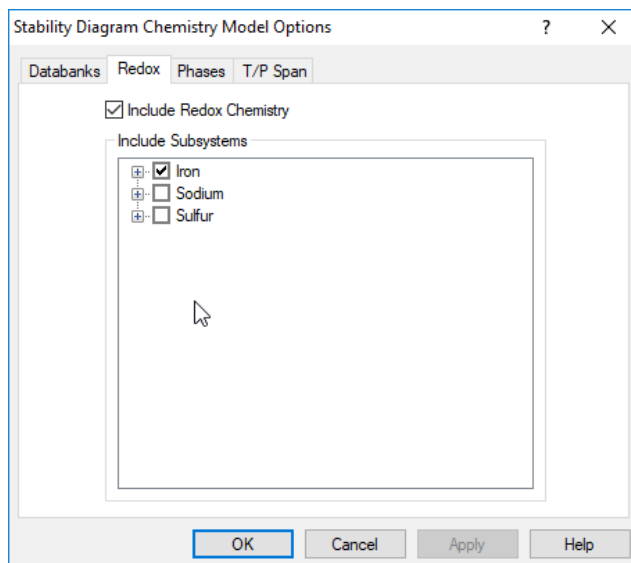 Stability Diagram Chemistry Model Options ?
Databanks Redox Phases T/P Span
Include Redox Chemistry
Include Subsystems
Iron
Sodium
Sulfur
OK Cancel Apply Help